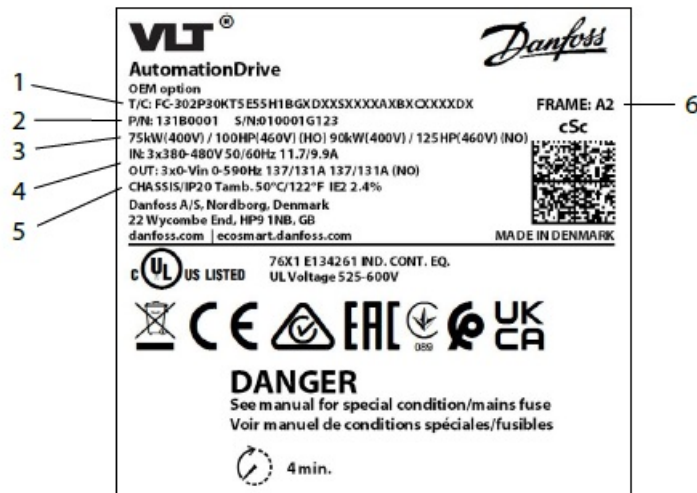 VLT®
Danfoss
AutomationDrive
OEM option
1
T/C: FC-302P30KT5E55H1BGXDXXSXXXXAXBXCXXXXDX
FRAME: A2
6
2
P/N: 131B0001 S/N:010001G123
cSc
3
75kW(400V) / 100HP(460V) (HO) 90kW(400V) / 125HP(460V) (NO)
IN: 3x380-480V 50/60Hz 11.7/9.9A
4
OUT: 3x0-Vin 0-590Hz 137/131A 137/131A (NO)
5
CHASSIS/IP20 Tamb. 50°C/122°F IE2 2.4%
Danfoss A/S, Nordborg, Denmark
22 Wycombe End, HP9 1NB, GB
danfoss.com | ecosmart.danfoss.com
MADE IN DENMARK
C UL US LISTED
76X1 E134261 IND. CONT. EQ.
UL Voltage 525-600V
CE EAC 089 UK CA
DANGER
See manual for special condition/mains fuse
Voir manuel de conditions spéciales/fusibles
4 min.